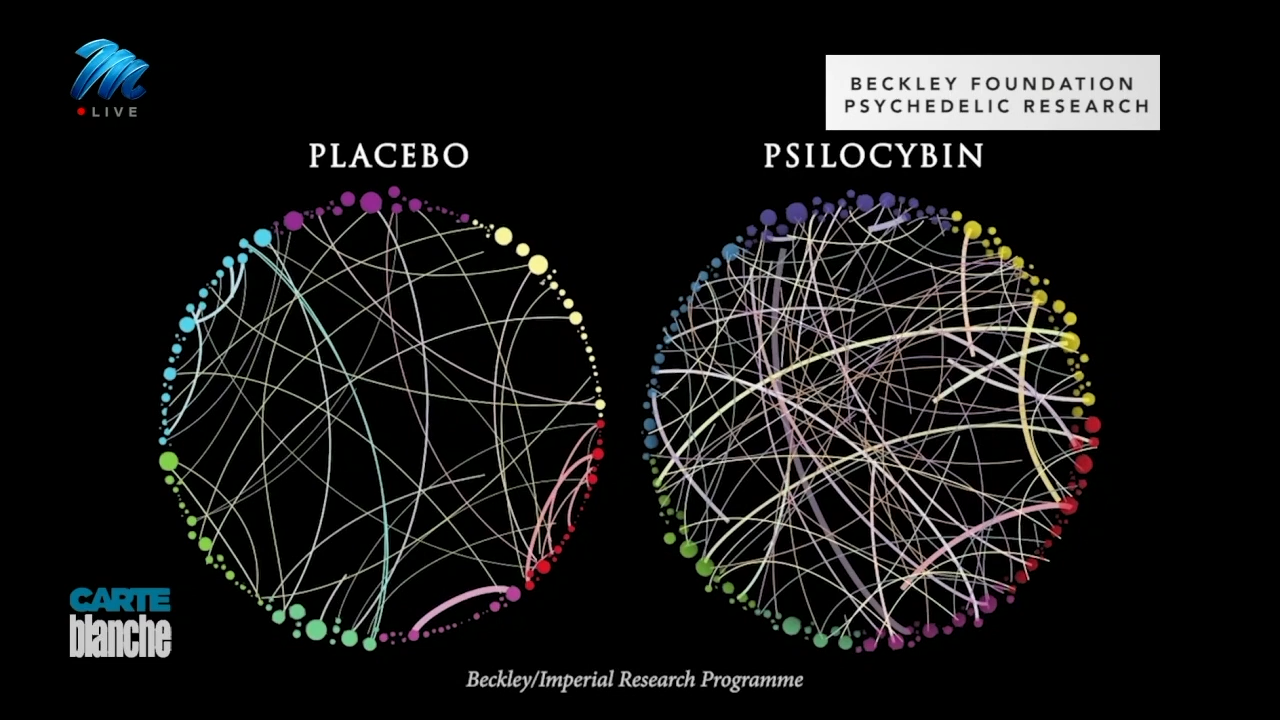 LIVE
BECKLEY FOUNDATION
PSYCHEDELIC RESEARCH
PLACEBO
PSILOCYBIN
CARTE
blanche
Beckley/Imperial Research Programme